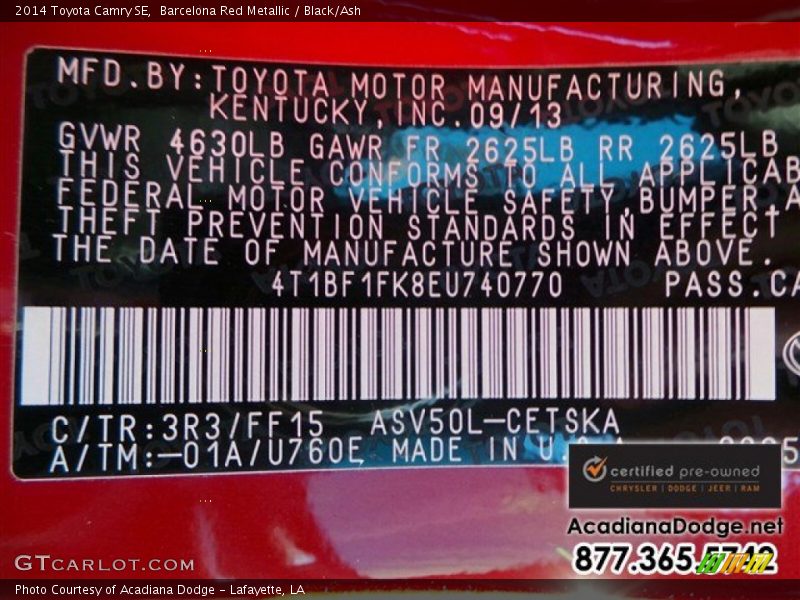 2014 Toyota Camry SE, Barcelona Red Metallic / Black/Ash
MFD.BY:TOYOTA MOTOR MANUFACTURING,
KENTUCKY,INC.09/13
GVWR 4630LB GAWR FR 2625LB RR 2625LB
THIS VEHICLE CONFORMS TO ALL APPLICAB
FEDERAL MOTOR VEHICLE SAFETY,BUMPER A
THEFT PREVENTION STANDARDS IN EFFECT
THE DATE OF MANUFACTURE SHOWN ABOVE.
4T1BF1FK8EU740770 PASS.CA
C/TR:3R3/FF15 ASV50L-CETSKA
A/TM:-01A/U760E MADE IN U.S.A.
certified pre-owned
CHRYSLER | DODGE | JEEP | RAM
AcadianaDodge.net
877.365.5742
GTCARLOT.COM
Photo Courtesy of Acadiana Dodge - Lafayette, LA